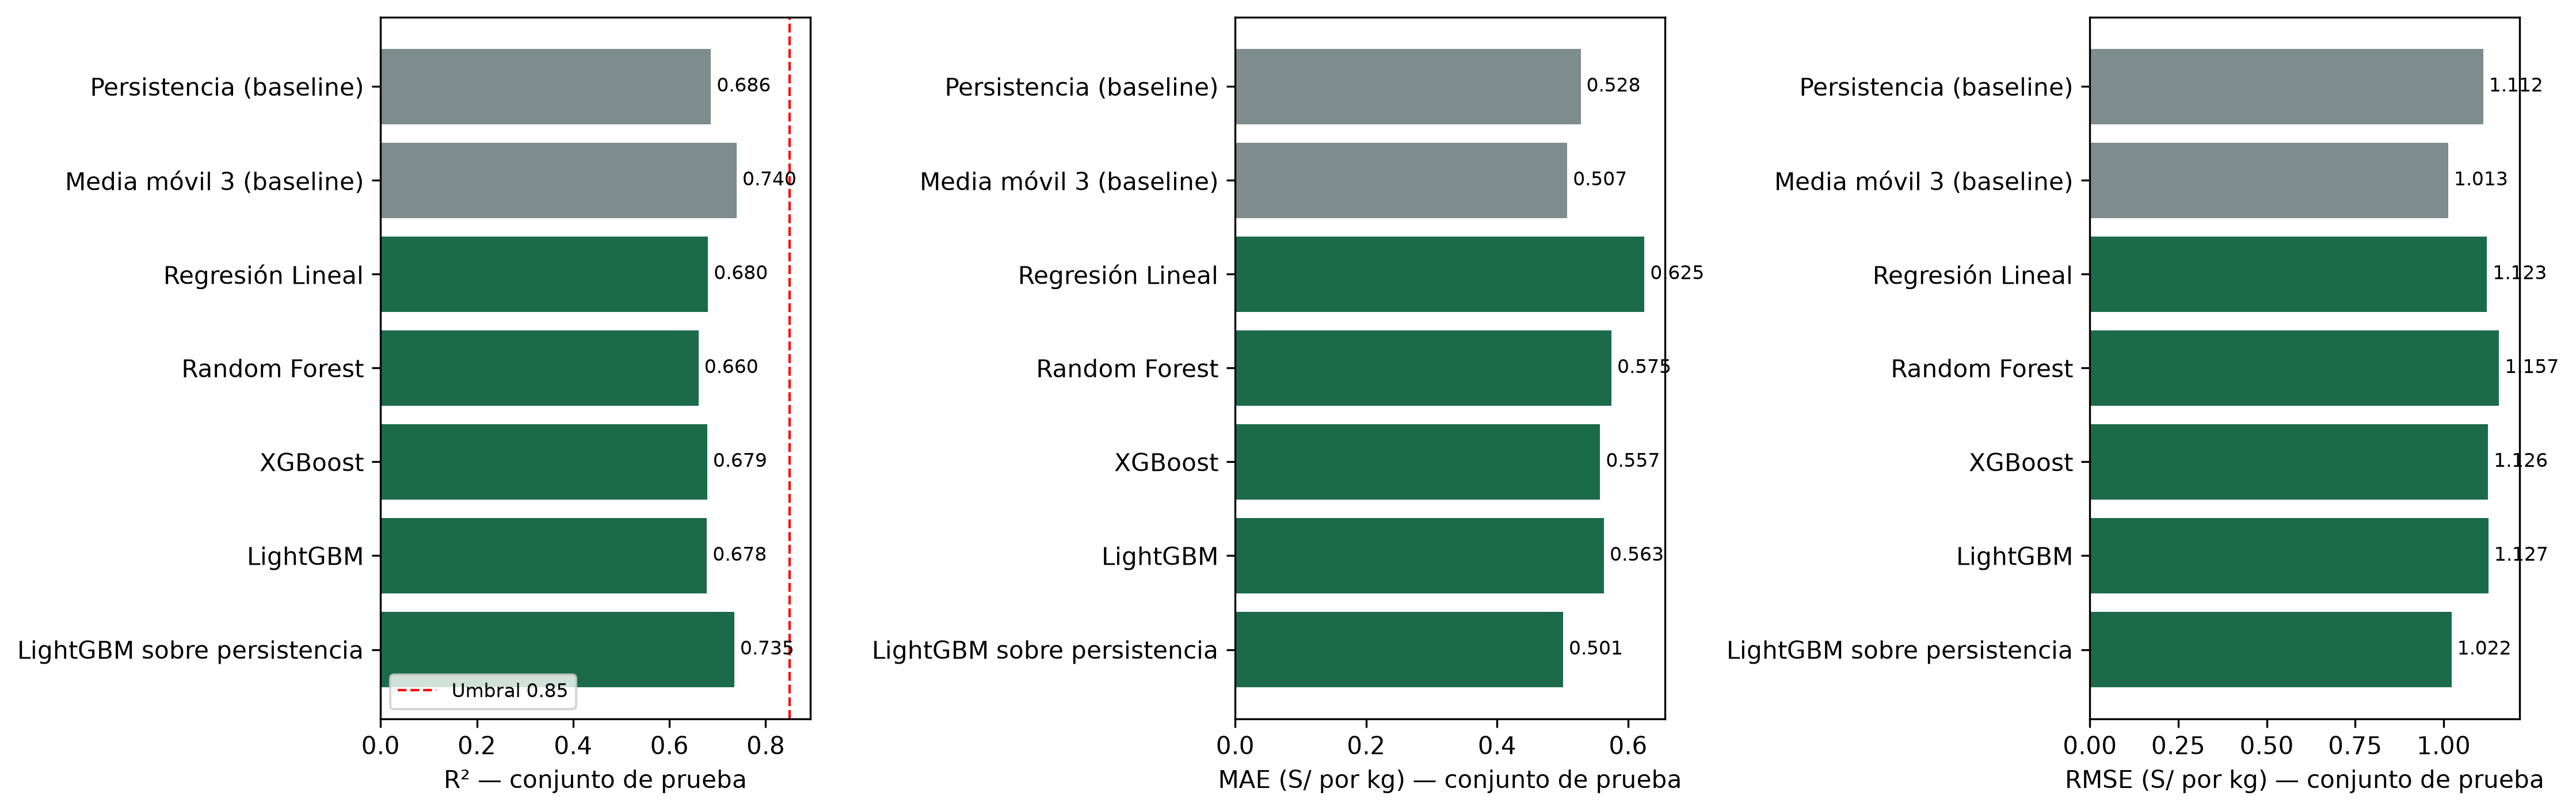 Persistencia (baseline)
0.686
Media móvil 3 (baseline)
0.740
Regresión Lineal
0.680
Random Forest
0.660
XGBoost
0.679
LightGBM
0.678
LightGBM sobre persistencia
0.735
Umbral 0.85
0.0 0.2 0.4 0.6 0.8
R² — conjunto de prueba
Persistencia (baseline)
0.528
Media móvil 3 (baseline)
0.507
Regresión Lineal
0.625
Random Forest
0.575
XGBoost
0.557
LightGBM
0.563
LightGBM sobre persistencia
0.501
0.0 0.2 0.4 0.6
MAE (S/ por kg) — conjunto de prueba
Persistencia (baseline)
1.112
Media móvil 3 (baseline)
1.013
Regresión Lineal
1.123
Random Forest
1.157
XGBoost
1.126
LightGBM
1.127
LightGBM sobre persistencia
1.022
0.00 0.25 0.50 0.75 1.00
RMSE (S/ por kg) — conjunto de prueba